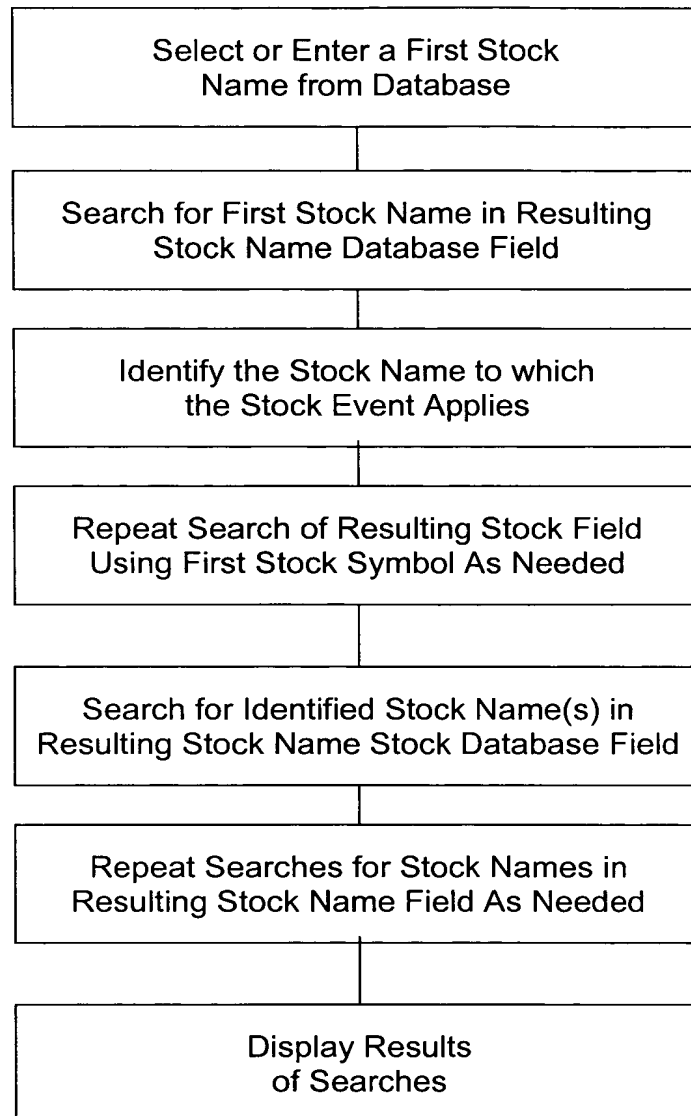 Select or Enter a First Stock
Name from Database
Search for First Stock Name in Resulting
Stock Name Database Field
Identify the Stock Name to which
the Stock Event Applies
Repeat Search of Resulting Stock Field
Using First Stock Symbol As Needed
Search for Identified Stock Name(s) in
Resulting Stock Name Stock Database Field
Repeat Searches for Stock Names in
Resulting Stock Name Field As Needed
Display Results
of Searches